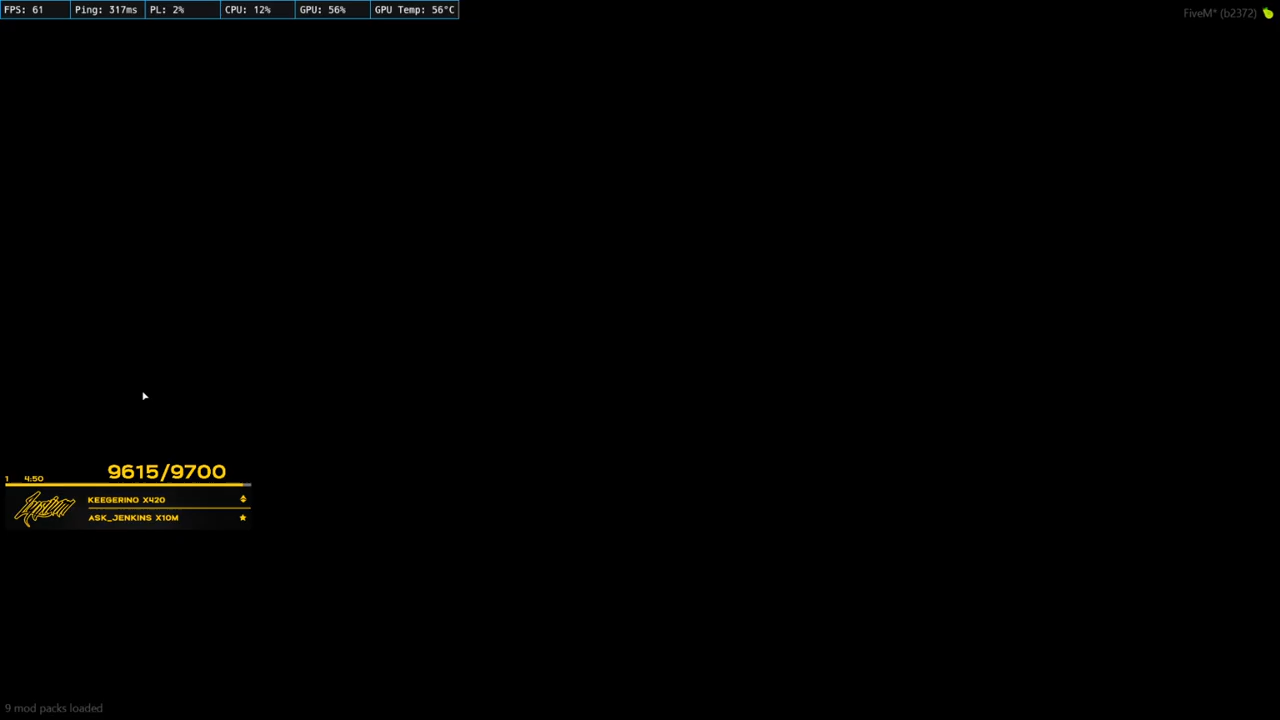 FPS: 61 Ping: 317ms PL: 2% CPU: 12% GPU: 56% GPU Temp: 56°C
FiveM* (b2372)
9615/9700
1 4:50
KEEGERINO X420
ASK_JENKINS X10M
9 mod packs loaded